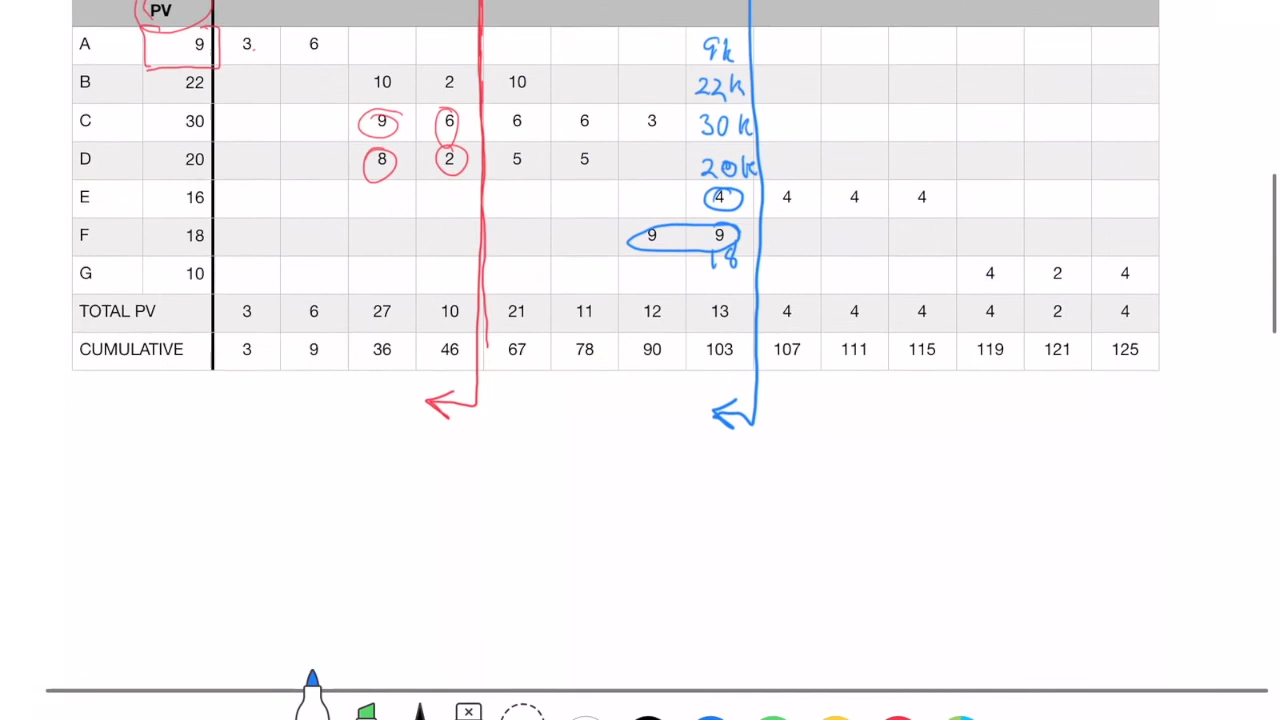 PV
A 9 3 6 9k
B 22 10 2 10 22k
C 30 9 6 6 6 3 30k
D 20 8 2 5 5 20k
E 16 4 4 4 4
F 18 9 9
18
G 10 4 2 4
TOTAL PV 3 6 27 10 21 11 12 13 4 4 4 4 2 4
CUMULATIVE 3 9 36 46 67 78 90 103 107 111 115 119 121 125